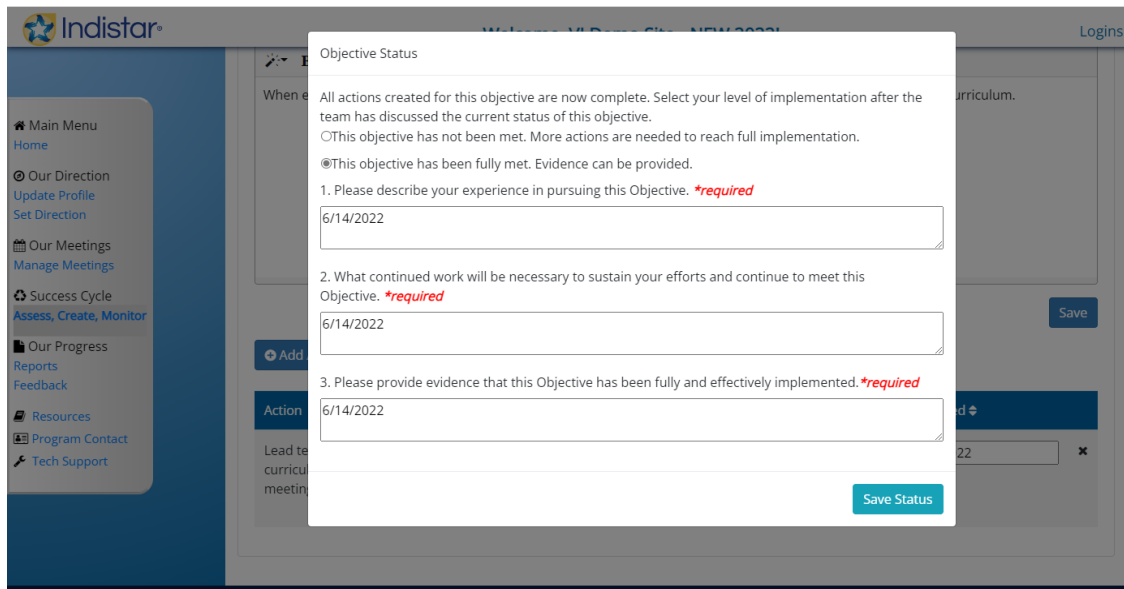 Indistar®
Welcome VI Demo Site - NEW 2022!
Logins
Objective Status
When e
urriculum.
All actions created for this objective are now complete. Select your level of implementation after the
team has discussed the current status of this objective.
This objective has not been met. More actions are needed to reach full implementation.
This objective has been fully met. Evidence can be provided.
1. Please describe your experience in pursuing this Objective. *required
6/14/2022
2. What continued work will be necessary to sustain your efforts and continue to meet this
Objective. *required
6/14/2022
3. Please provide evidence that this Objective has been fully and effectively implemented.*required
6/14/2022
Save Status
Main Menu
Home
Our Direction
Update Profile
Set Direction
Our Meetings
Manage Meetings
Success Cycle
Assess, Create, Monitor
Our Progress
Reports
Feedback
Resources
Program Contact
Tech Support
Save
Add
Action
ed
Lead te
22
curricul
meeting